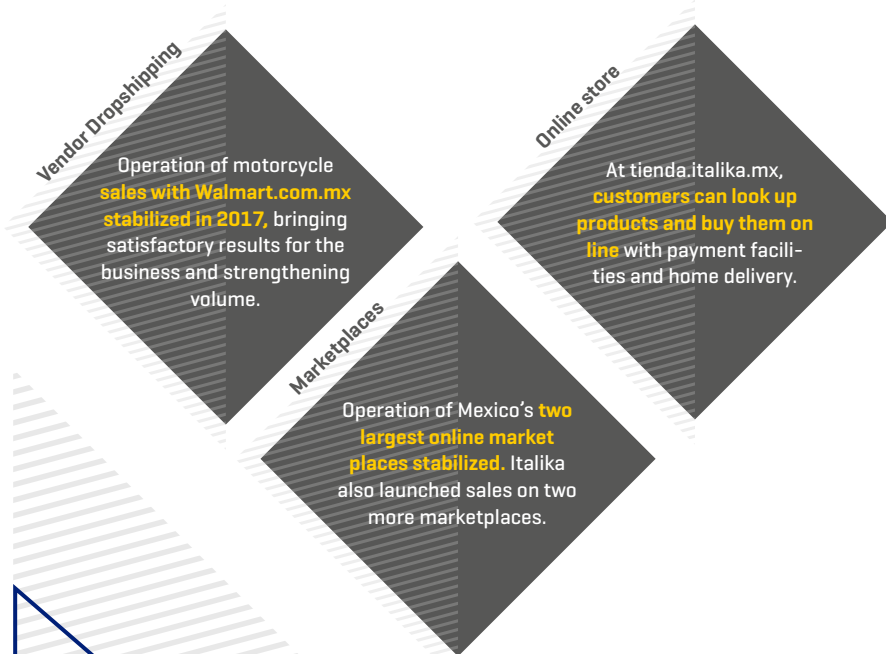 Vendor Dropshipping
Operation of motorcycle
sales with Walmart.com.mx
stabilized in 2017, bringing
satisfactory results for the
business and strengthening
volume.
Online store
At tienda.italika.mx,
customers can look up
products and buy them on
line with payment facili-
ties and home delivery.
Marketplaces
Operation of Mexico’s two
largest online market
places stabilized. Italika
also launched sales on two
more marketplaces.